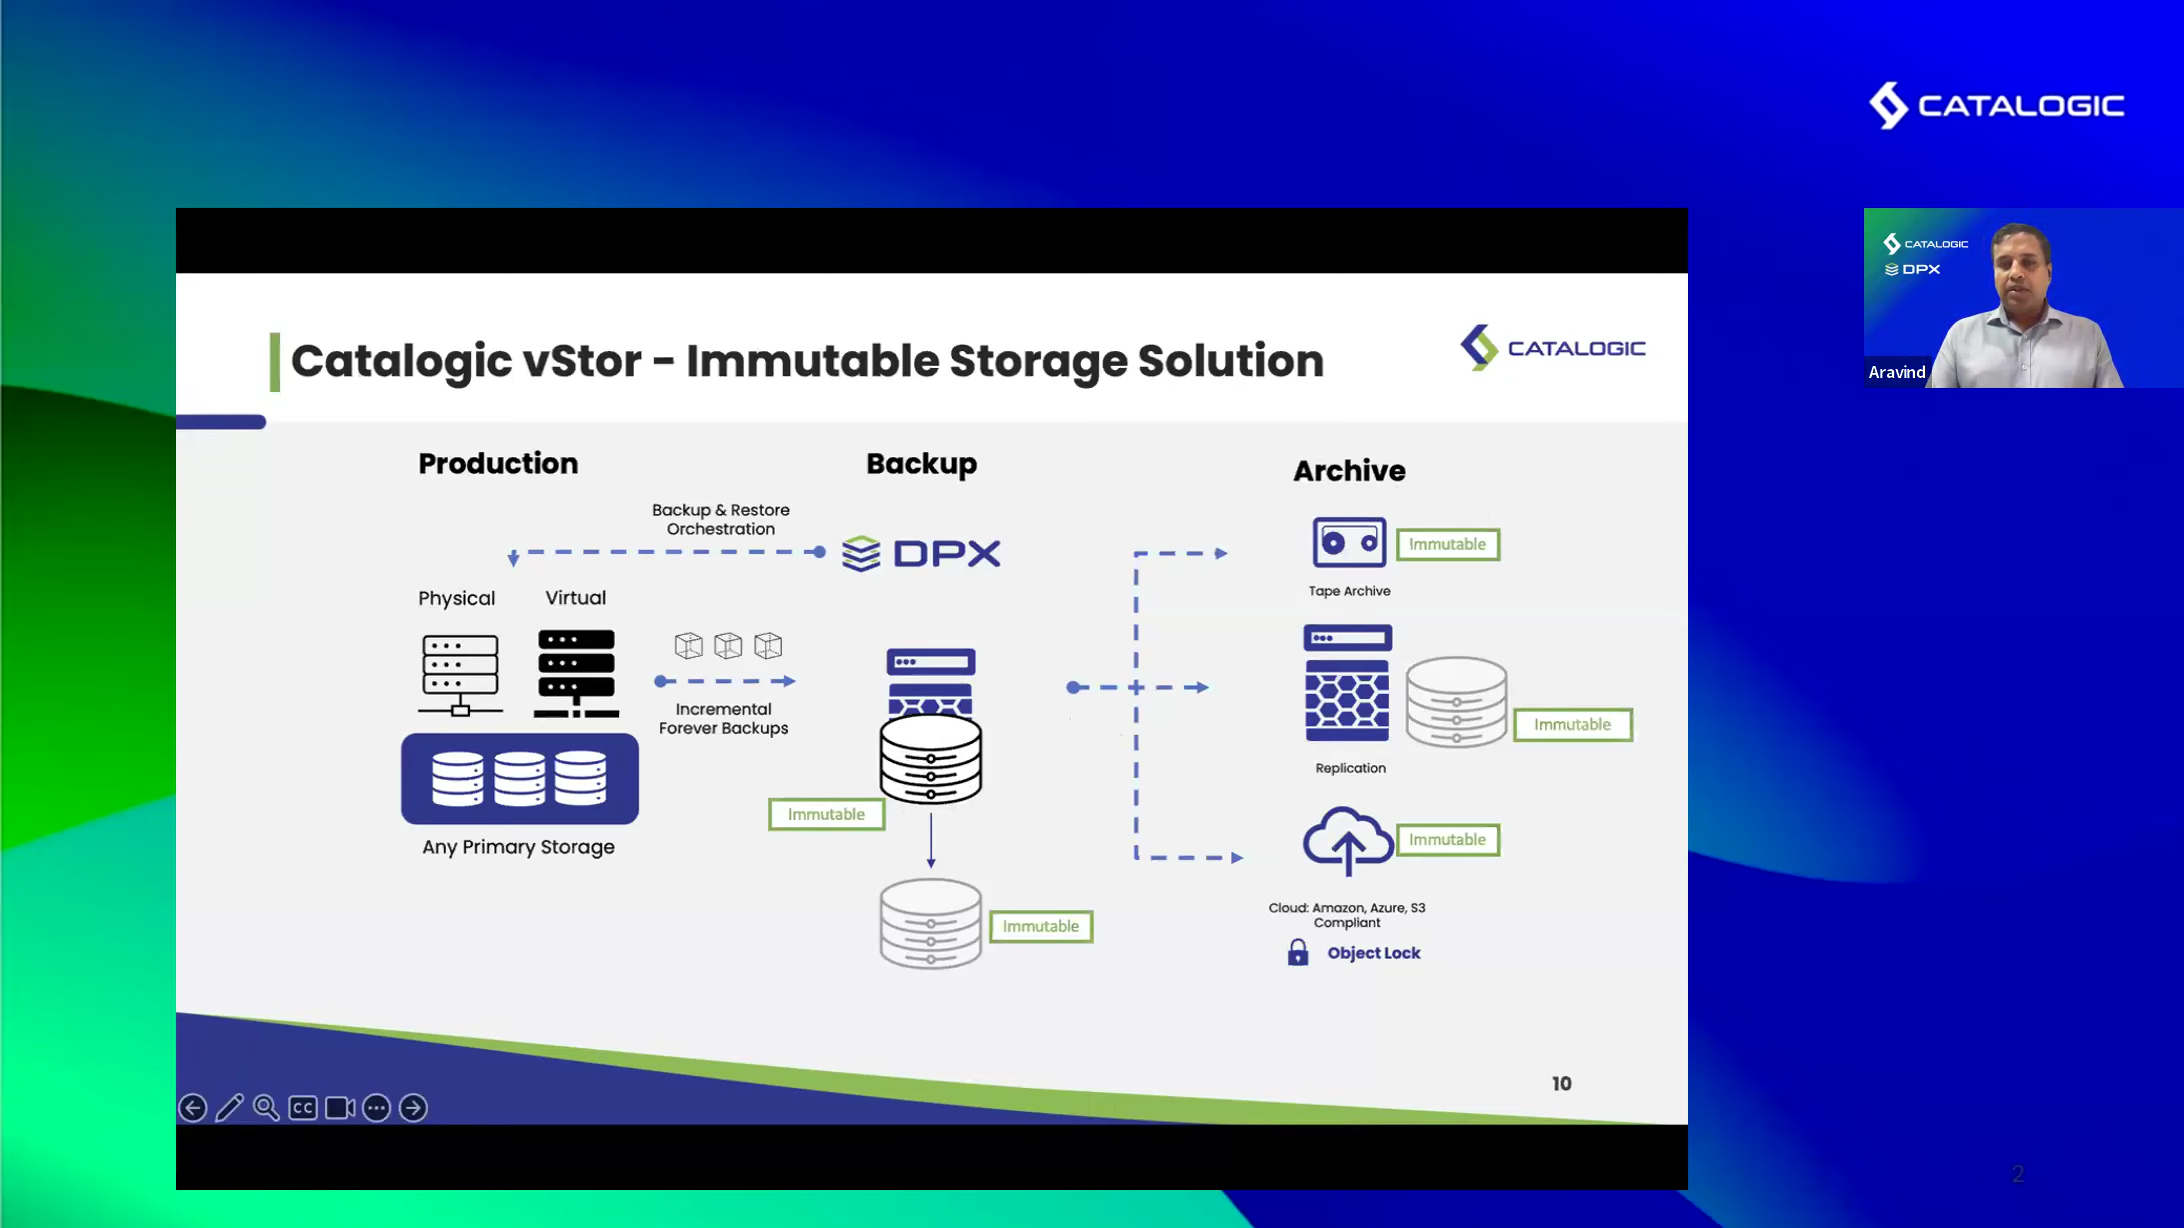 CATALOGIC
CATALOGIC
DPX
Aravind
Catalogic vStor - Immutable Storage Solution
CATALOGIC
Production
Backup
Archive
Backup & Restore
Orchestration
DPX
Immutable
Tape Archive
Physical
Virtual
Incremental
Forever Backups
Immutable
Replication
Any Primary Storage
Immutable
Immutable
Immutable
Cloud: Amazon, Azure, S3
Compliant
Object Lock
10
CC
2